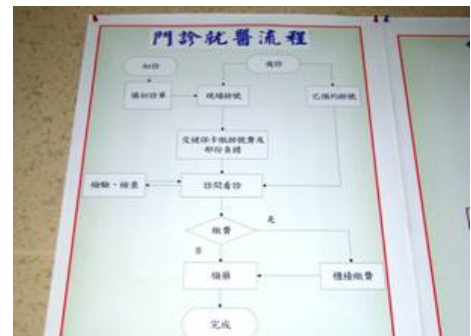 門診就醫流程
初診
複診
填初診單
現場掛號
已預約掛號
交健保卡繳掛號費及
部份負擔
檢驗、檢查
診間看診
繳費
是
否
領藥
櫃檯繳費
完成